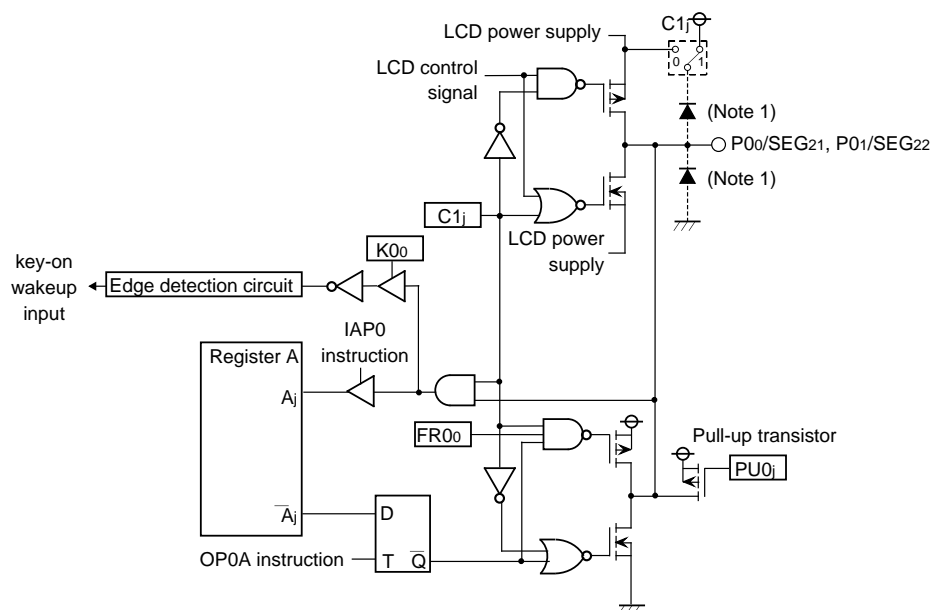 C1j
LCD power supply
0 1
LCD control
signal
(Note 1)
P00/SEG21, P01/SEG22
(Note 1)
C1j
LCD power
supply
K00
key-on
wakeup
input
Edge detection circuit
IAP0
instruction
Register A
Aj
FR00
Pull-up transistor
PU0j
A̅j
D
OP0A instruction
T Q̅